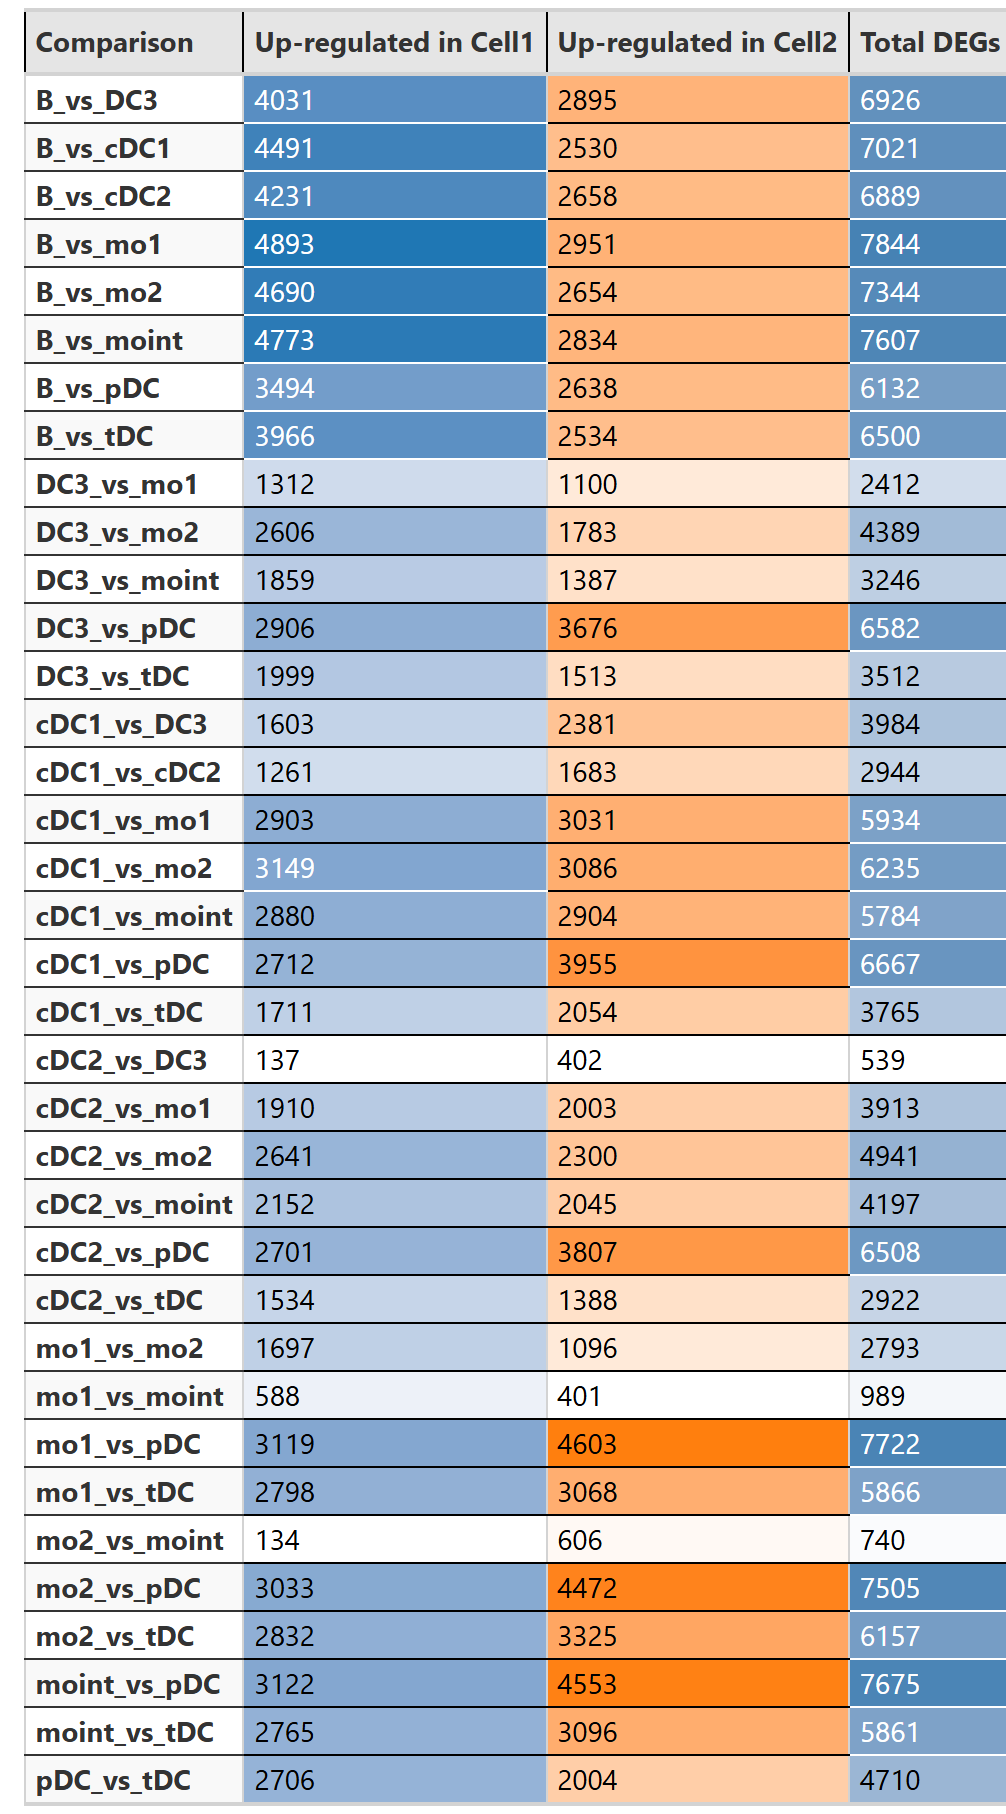 Comparison Up-regulated in Cell1 Up-regulated in Cell2 Total DEGs
B_vs_DC3 4031 2895 6926
B_vs_cDC1 4491 2530 7021
B_vs_cDC2 4231 2658 6889
B_vs_mo1 4893 2951 7844
B_vs_mo2 4690 2654 7344
B_vs_moint 4773 2834 7607
B_vs_pDC 3494 2638 6132
B_vs_tDC 3966 2534 6500
DC3_vs_mo1 1312 1100 2412
DC3_vs_mo2 2606 1783 4389
DC3_vs_moint 1859 1387 3246
DC3_vs_pDC 2906 3676 6582
DC3_vs_tDC 1999 1513 3512
cDC1_vs_DC3 1603 2381 3984
cDC1_vs_cDC2 1261 1683 2944
cDC1_vs_mo1 2903 3031 5934
cDC1_vs_mo2 3149 3086 6235
cDC1_vs_moint 2880 2904 5784
cDC1_vs_pDC 2712 3955 6667
cDC1_vs_tDC 1711 2054 3765
cDC2_vs_DC3 137 402 539
cDC2_vs_mo1 1910 2003 3913
cDC2_vs_mo2 2641 2300 4941
cDC2_vs_moint 2152 2045 4197
cDC2_vs_pDC 2701 3807 6508
cDC2_vs_tDC 1534 1388 2922
mo1_vs_mo2 1697 1096 2793
mo1_vs_moint 588 401 989
mo1_vs_pDC 3119 4603 7722
mo1_vs_tDC 2798 3068 5866
mo2_vs_moint 134 606 740
mo2_vs_pDC 3033 4472 7505
mo2_vs_tDC 2832 3325 6157
moint_vs_pDC 3122 4553 7675
moint_vs_tDC 2765 3096 5861
pDC_vs_tDC 2706 2004 4710